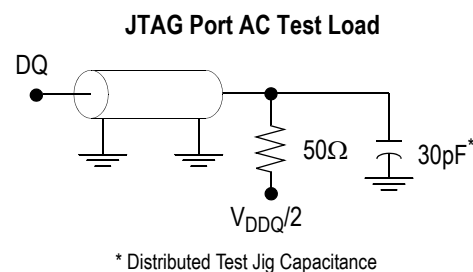 JTAG Port AC Test Load
DQ
50Ω
30pF*
VDDQ/2
* Distributed Test Jig Capacitance